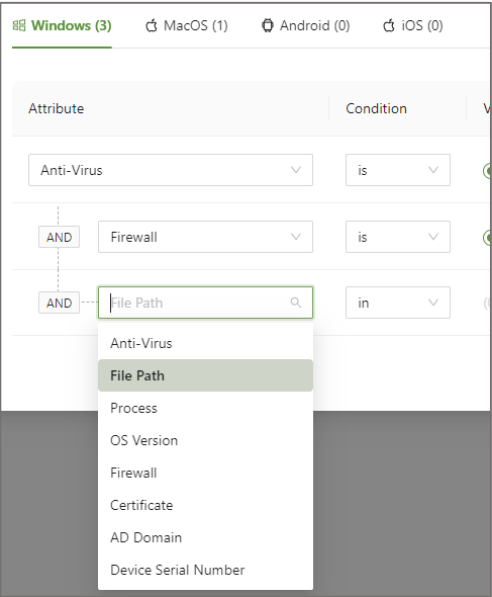 Windows (3) MacOS (1) Android (0) iOS (0)
Attribute Condition
Anti-Virus is
AND Firewall is
AND File Path in
Anti-Virus
File Path
Process
OS Version
Firewall
Certificate
AD Domain
Device Serial Number